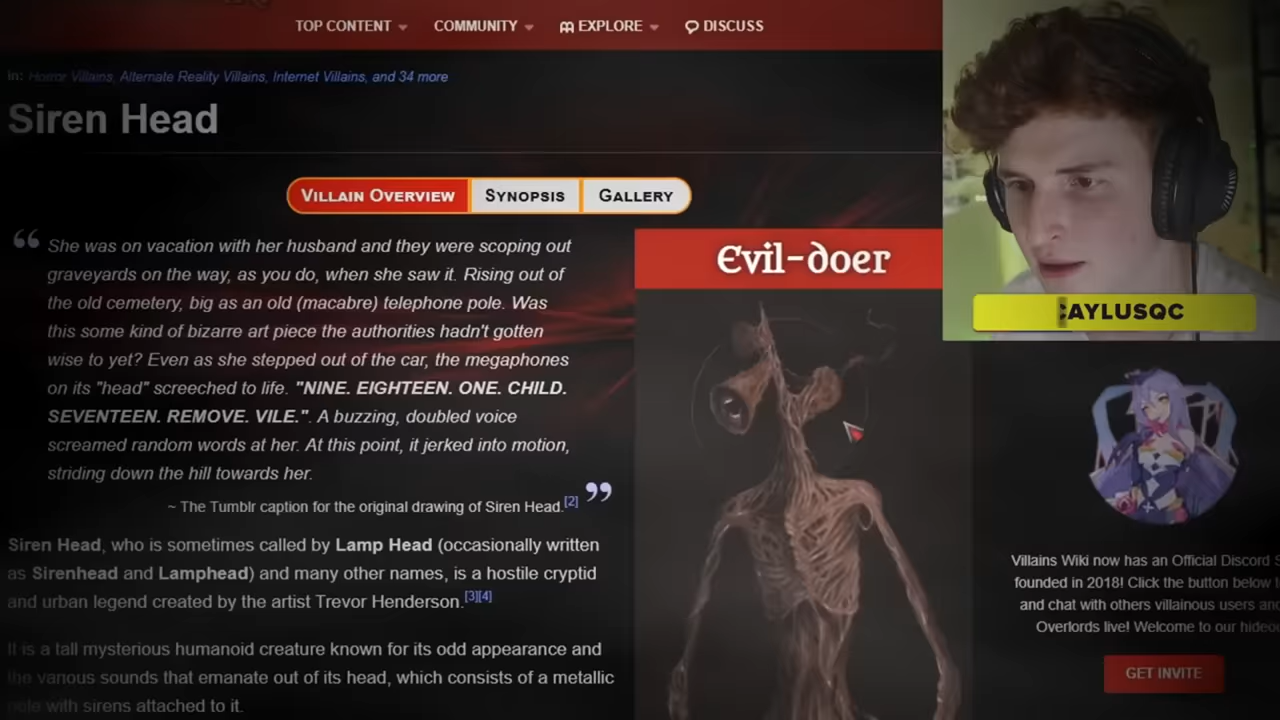 TOP CONTENT COMMUNITY EXPLORE DISCUSS
in: Horror Villains, Alternate Reality Villains, Internet Villains, and 34 more
Siren Head
VILLAIN OVERVIEW SYNOPSIS GALLERY
“ She was on vacation with her husband and they were scoping out
graveyards on the way, as you do, when she saw it. Rising out of
the old cemetery, big as an old (macabre) telephone pole. Was
this some kind of bizarre art piece the authorities hadn't gotten
wise to yet? Even as she stepped out of the car, the megaphones
on its "head" screeched to life. "NINE. EIGHTEEN. ONE. CHILD.
SEVENTEEN. REMOVE. VILE.". A buzzing, doubled voice
screamed random words at her. At this point, it jerked into motion,
striding down the hill towards her. ”
~ The Tumblr caption for the original drawing of Siren Head.[2]
Siren Head, who is sometimes called by Lamp Head (occasionally written
as Sirenhead and Lamphead) and many other names, is a hostile cryptid
and urban legend created by the artist Trevor Henderson.[3][4]
It is a tall mysterious humanoid creature known for its odd appearance and
the various sounds that emanate out of its head, which consists of a metallic
pole with sirens attached to it.
Evil-doer
CAYLUSQC
Villains Wiki now has an Official Discord S
founded in 2018! Click the button below t
and chat with others villainous users an
Overlords live! Welcome to our hideo
GET INVITE